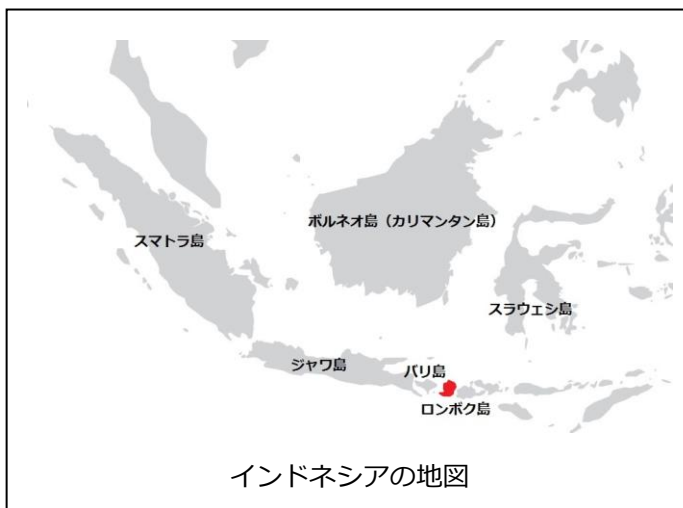 ボルネオ島（カリマンタン島）
スマトラ島
スラウェシ島
ジャワ島
バリ島
ロンボク島
インドネシアの地図